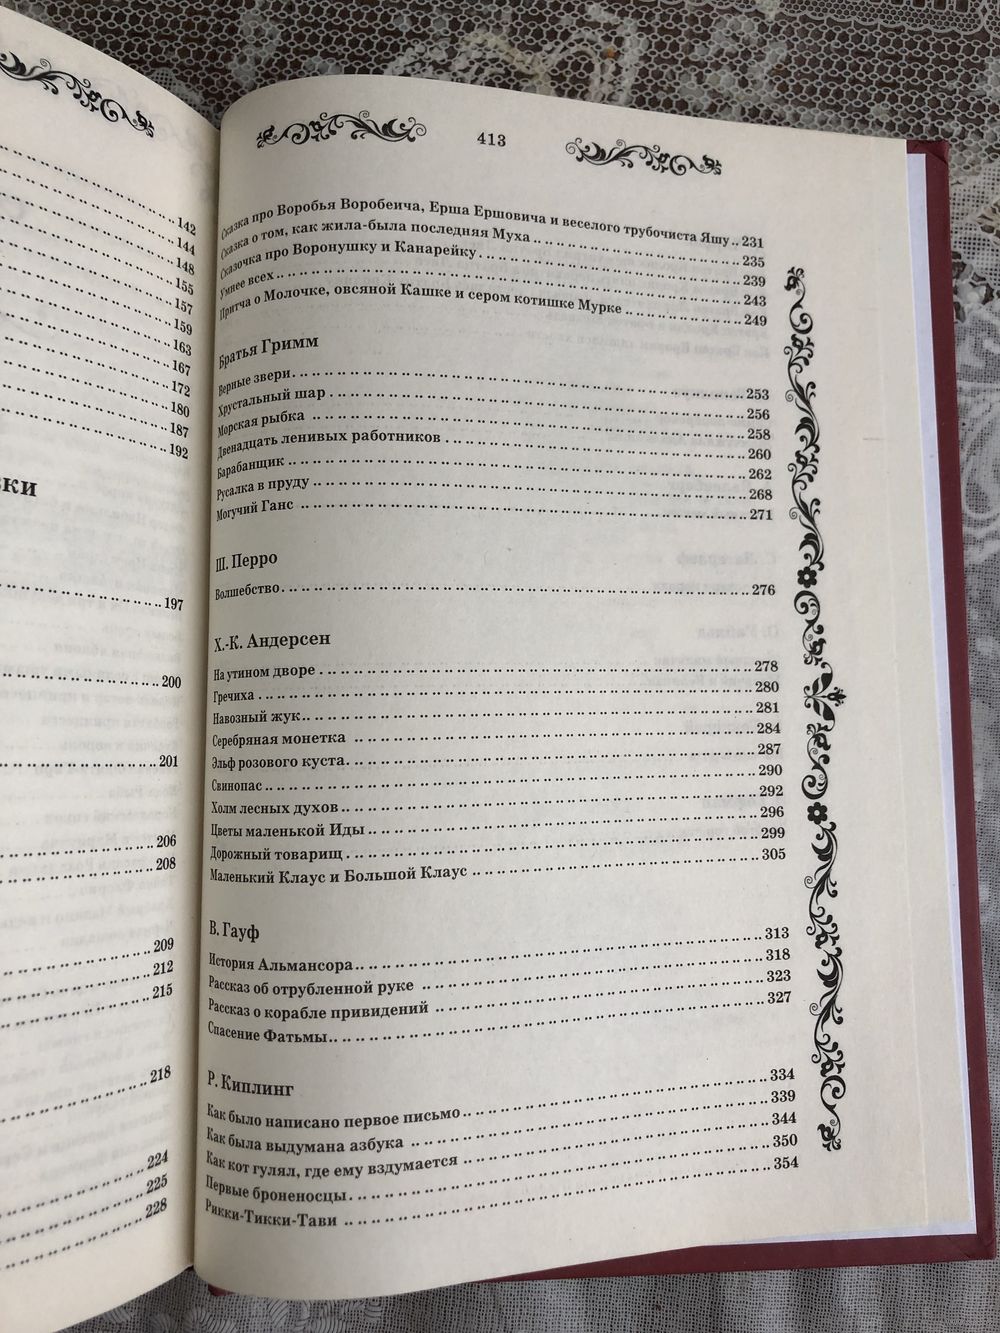 142
144
148
155
157
159
163
167
172
180
187
192
197
200
201
206
208
209
212
215
218
224
225
228
413
Сказка про Воробья Воробеича, Ерша Ершовича и веселого трубочиста Яшу .. 231
Сказка о том, как жила-была последняя Муха .. 235
Сказочка про Воронушку и Канарейку .. 239
Умнее всех .. 243
Притча о Молочке, овсяной Кашке и сером котишке Мурке .. 249
Братья Гримм
Верные звери .. 253
Хрустальный шар .. 256
Морская рыбка .. 258
Двенадцать ленивых работников .. 260
Барабанщик .. 262
Русалка в пруду .. 268
Могучий Ганс .. 271
Ш. Перро
Волшебство .. 276
Х.-К. Андерсен
На утином дворе .. 278
Гречиха .. 280
Навозный жук .. 281
Серебряная монетка .. 284
Эльф розового куста .. 287
Свинопас .. 290
Холм лесных духов .. 292
Цветы маленькой Иды .. 296
Дорожный товарищ .. 299
Маленький Клаус и Большой Клаус .. 305
В. Гауф
История Альмансора .. 313
Рассказ об отрубленной руке .. 318
Рассказ о корабле привидений .. 323
Спасение Фатьмы .. 327
Р. Киплинг
Как было написано первое письмо .. 334
Как была выдумана азбука .. 339
Как кот гулял, где ему вздумается .. 344
Первые броненосцы .. 350
Рикки-Тикки-Тави .. 354